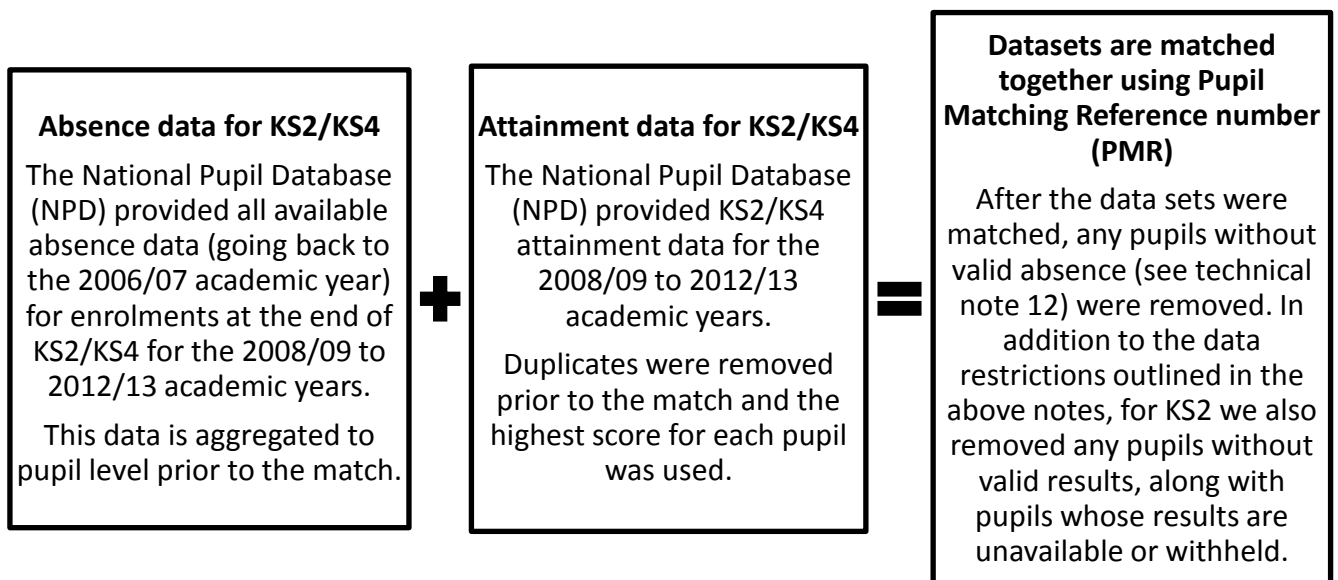 Absence data for KS2/KS4
The National Pupil Database
(NPD) provided all available
absence data (going back to
the 2006/07 academic year)
for enrolments at the end of
KS2/KS4 for the 2008/09 to
2012/13 academic years.
This data is aggregated to
pupil level prior to the match.
+
Attainment data for KS2/KS4
The National Pupil Database
(NPD) provided KS2/KS4
attainment data for the
2008/09 to 2012/13
academic years.
Duplicates were removed
prior to the match and the
highest score for each pupil
was used.
=
Datasets are matched
together using Pupil
Matching Reference number
(PMR)
After the data sets were
matched, any pupils without
valid absence (see technical
note 12) were removed. In
addition to the data
restrictions outlined in the
above notes, for KS2 we also
removed any pupils without
valid results, along with
pupils whose results are
unavailable or withheld.